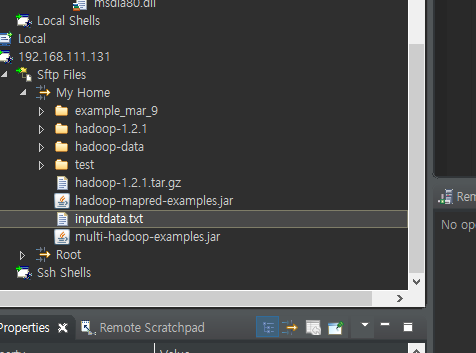 msdia80.dll
Local Shells
Local
192.168.111.131
Sftp Files
My Home
example_mar_9
hadoop-1.2.1
hadoop-data
test
hadoop-1.2.1.tar.gz
hadoop-mapred-examples.jar
inputdata.txt
multi-hadoop-examples.jar
Root
Ssh Shells
Rem
No op
Properties
Remote Scratchpad